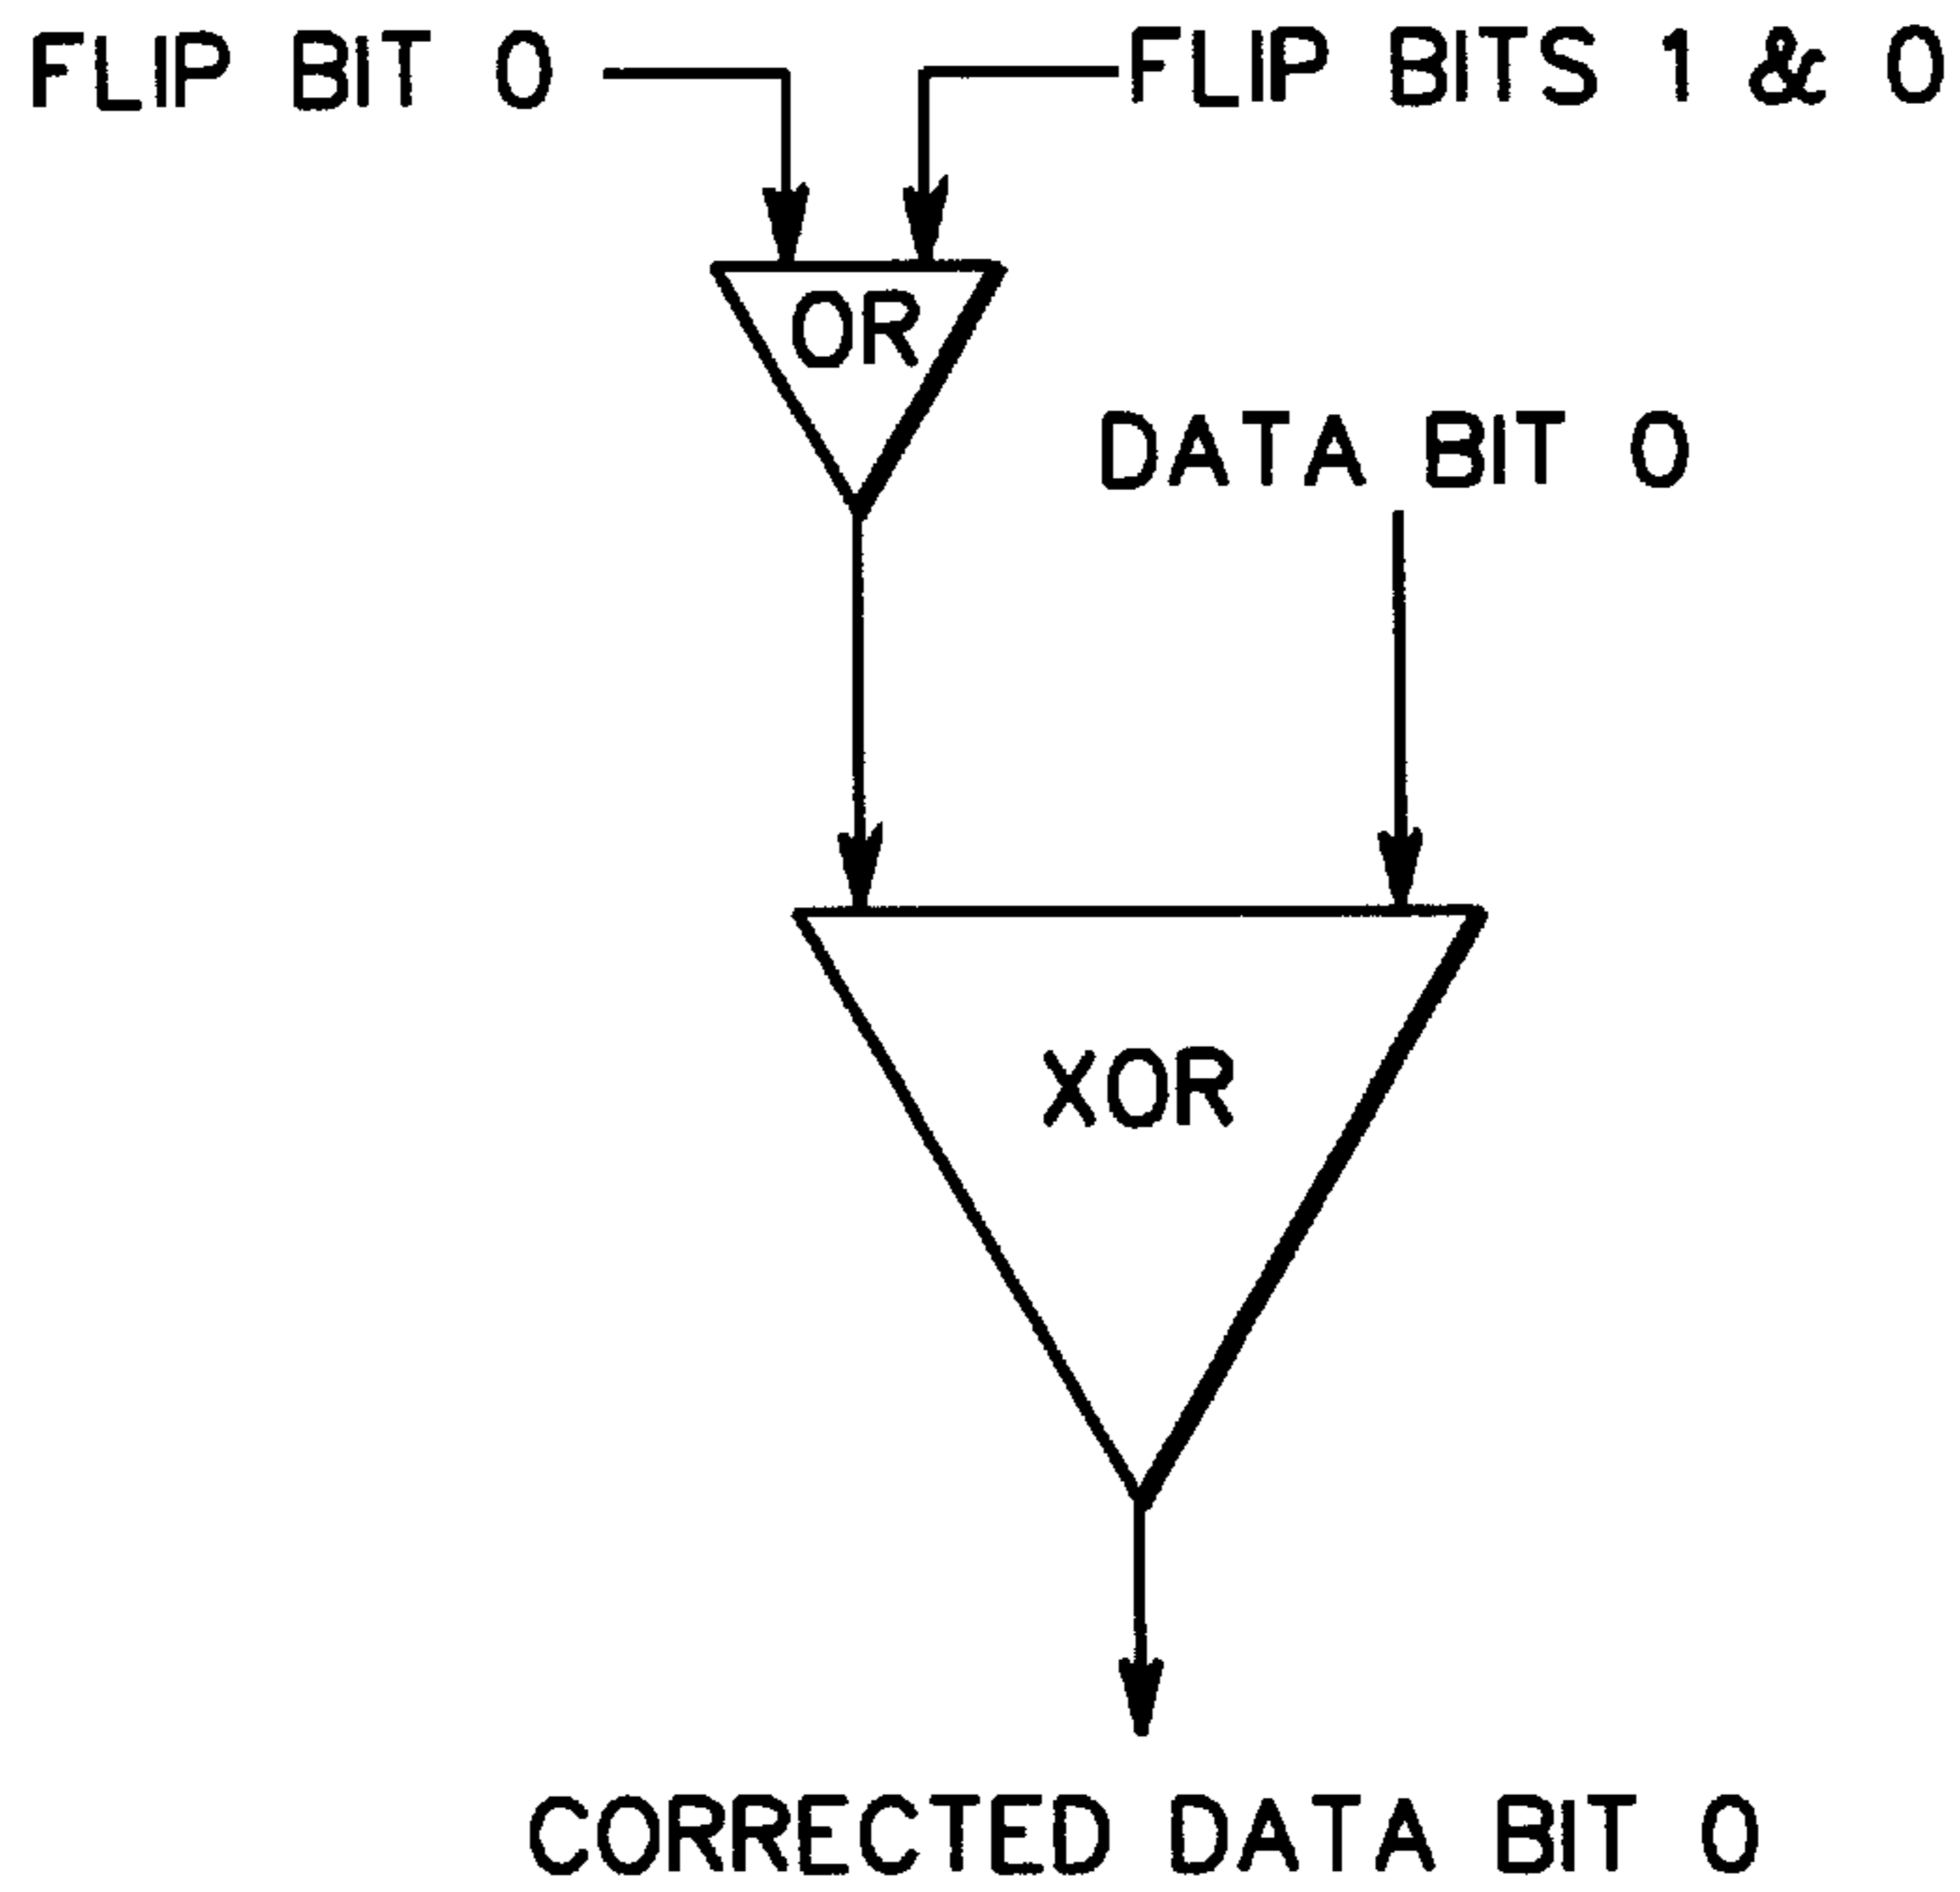 FLIP BIT 0
FLIP BITS 1 & 0
OR
DATA BIT 0
XOR
CORRECTED DATA BIT 0